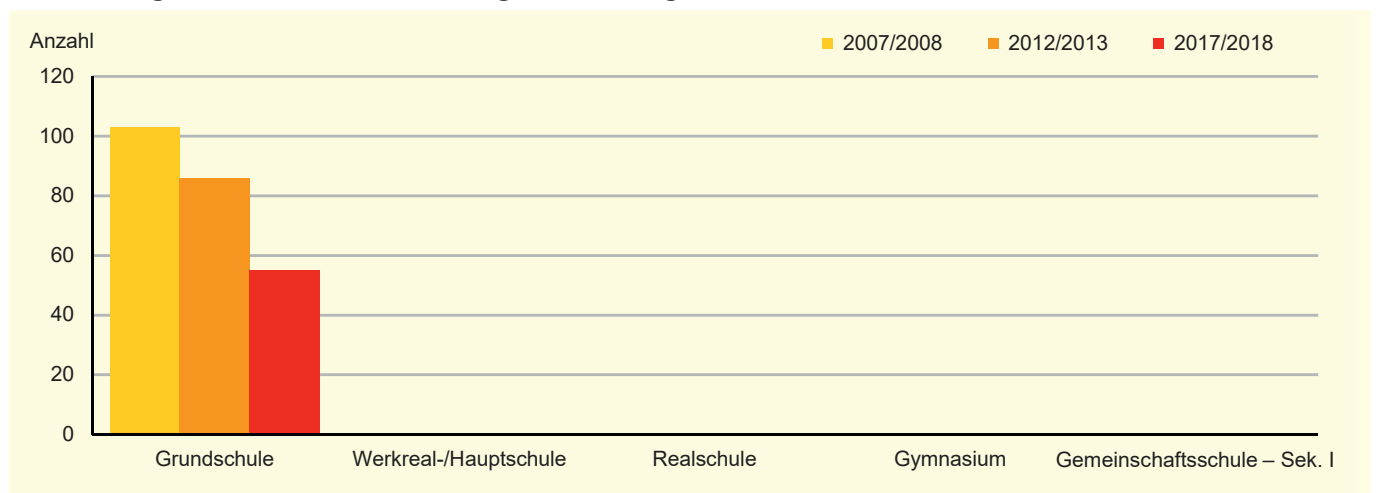 Anzahl
2007/2008 2012/2013 2017/2018
120
100
80
60
40
20
0
Grundschule Werkreal-/Hauptschule Realschule Gymnasium Gemeinschaftsschule – Sek. I